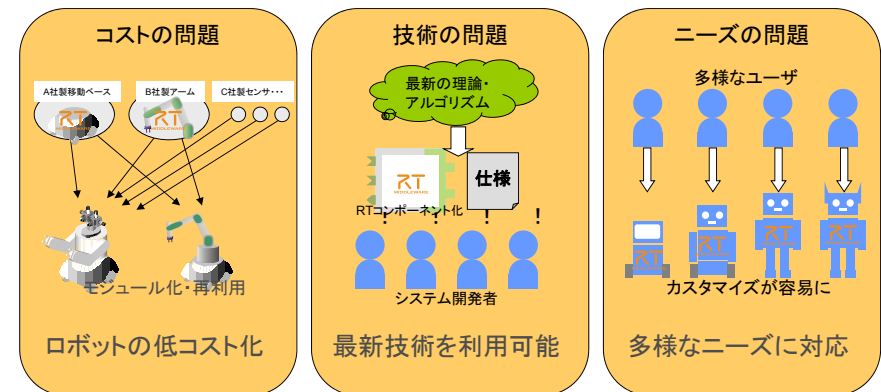 コストの問題
A社製移動ベース
B社製アーム
C社製センサ・・・
RT
MIDDLEWARE
RT
MIDDLEWARE
モジュール化・再利用
ロボットの低コスト化
技術の問題
最新の理論・
アルゴリズム
RT
MIDDLEWARE
仕様
RTコンポーネント化
! ! ! !
システム開発者
最新技術を利用可能
ニーズの問題
多様なユーザ
RT
RT
RT
RT
カスタマイズが容易に
多様なニーズに対応